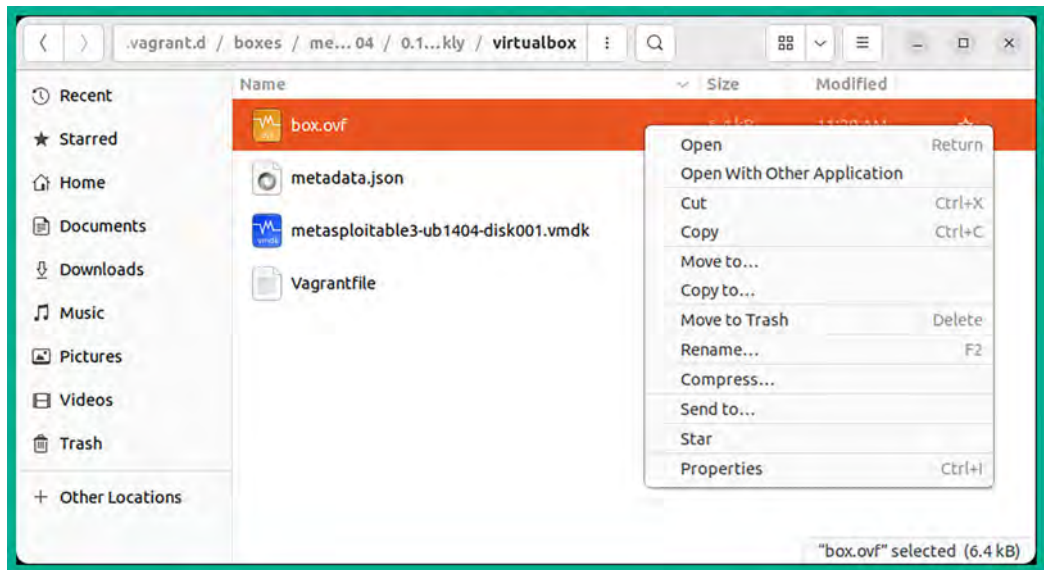 .vagrant.d / boxes / me... 04 / 0.1...kly / virtualbox
Name Size Modified
Recent
Starred
Home
Documents
Downloads
Music
Pictures
Videos
Trash
+ Other Locations
box.ovf
metadata.json
vmdk metasploitable3-ub1404-disk001.vmdk
Vagrantfile
Open Return
Open With Other Application
Cut Ctrl+X
Copy Ctrl+C
Move to...
Copy to...
Move to Trash Delete
Rename... F2
Compress...
Send to...
Star
Properties Ctrl+I
"box.ovf" selected (6.4 kB)